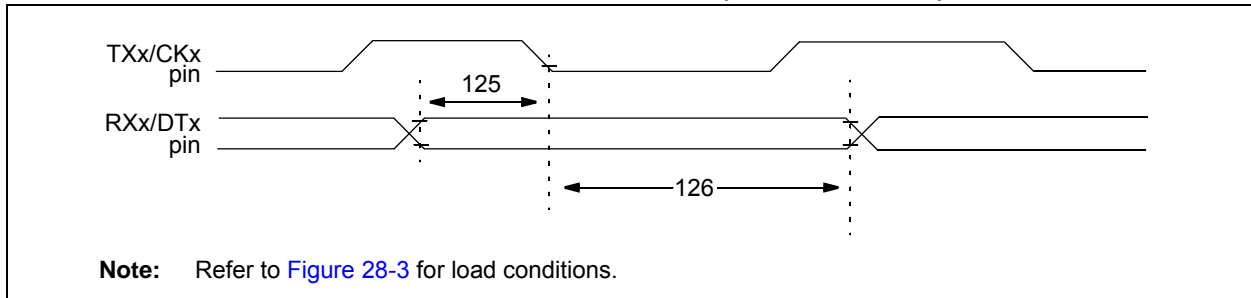 TXx/CKx
pin
125
RXx/DTx
pin
126
Note: Refer to Figure 28-3 for load conditions.